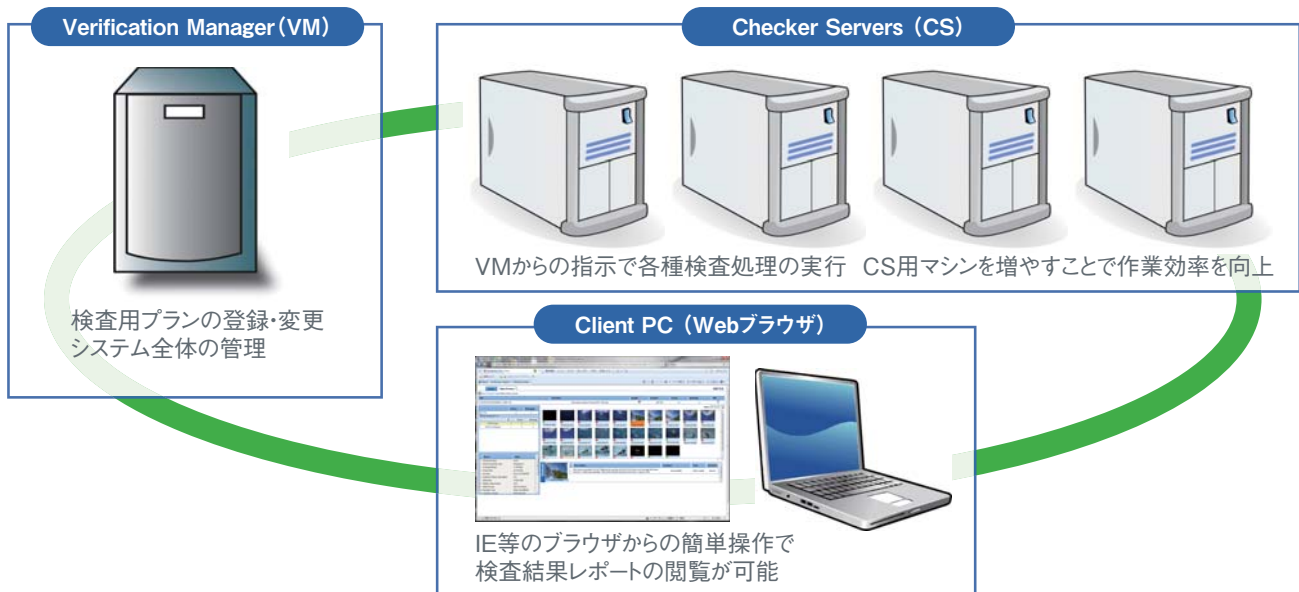 Verification Manager（VM）
検査用プランの登録・変更
システム全体の管理
Checker Servers（CS）
VMからの指示で各種検査処理の実行 CS用マシンを増やすことで作業効率を向上
Client PC（Webブラウザ）
IE等のブラウザからの簡単操作で
検査結果レポートの閲覧が可能